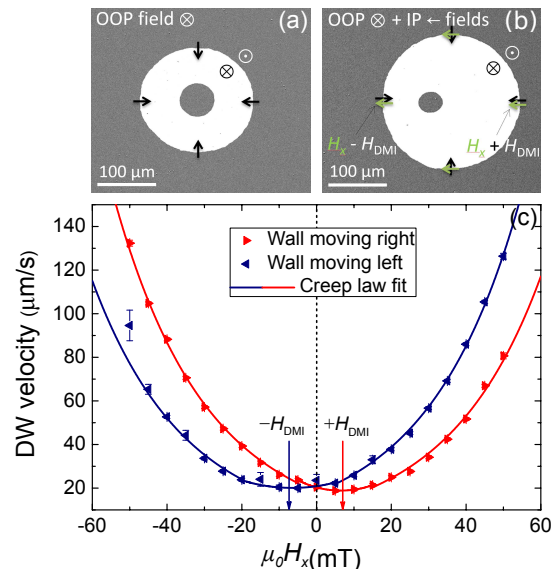 OOP field ⊗ (a)
⊙
⊗
100 µm
OOP ⊗ + IP ← fields (b)
⊙
⊗
Hx - HDMI
Hx + HDMI
100 µm
(c)
Wall moving right
Wall moving left
Creep law fit
−HDMI
+HDMI
DW velocity (µm/s)
140
120
100
80
60
40
20
-60 -40 -20 0 20 40 60
µ0Hx(mT)